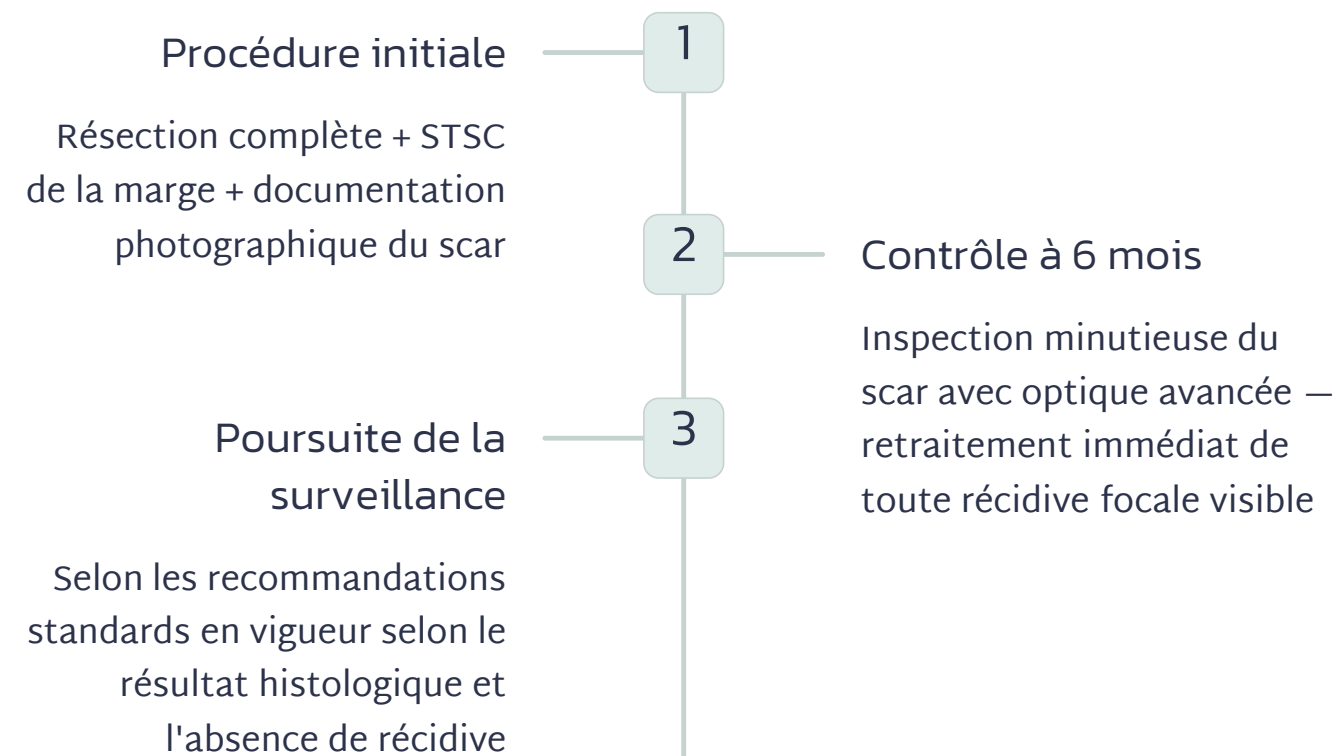 1
Procédure initiale
Résection complète + STSC
de la marge + documentation
photographique du scar
2
Contrôle à 6 mois
Inspection minutieuse du
scar avec optique avancée —
retraitement immédiat de
toute récidive focale visible
3
Poursuite de la
surveillance
Selon les recommandations
standards en vigueur selon le
résultat histologique et
l'absence de récidive